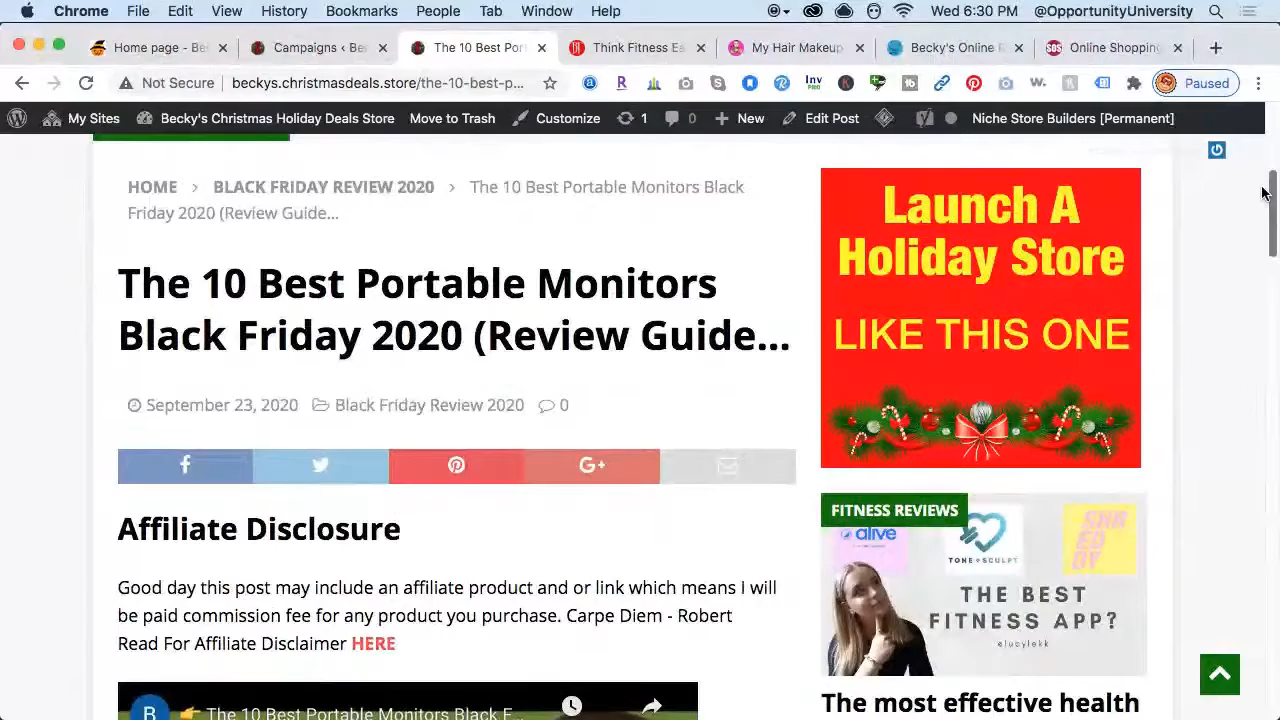 Chrome File Edit View History Bookmarks People Tab Window Help Wed 6:30 PM @OpportunityUniversity
Home page - Be
Campaigns ‹ Be
The 10 Best Por
Think Fitness Ea
My Hair Makeup
Becky's Online
SOS Online Shopping
Not Secure beckys.christmasdeals.store/the-10-best-p... Inv PRO Paused
My Sites Becky's Christmas Holiday Deals Store Move to Trash Customize 1 0 New Edit Post Niche Store Builders [Permanent]
HOME › BLACK FRIDAY REVIEW 2020 › The 10 Best Portable Monitors Black
Friday 2020 (Review Guide...
The 10 Best Portable Monitors
Black Friday 2020 (Review Guide...
September 23, 2020 Black Friday Review 2020 0
f G+
Affiliate Disclosure
Good day this post may include an affiliate product and or link which means I will
be paid commission fee for any product you purchase. Carpe Diem - Robert
Read For Affiliate Disclaimer HERE
B The 10 Best Portable Monitors Black F...
Launch A
Holiday Store
LIKE THIS ONE
FITNESS REVIEWS
alive
TONE + SCULPT
SHREDDY
THE BEST
FITNESS APP?
@lucylekk
The most effective health